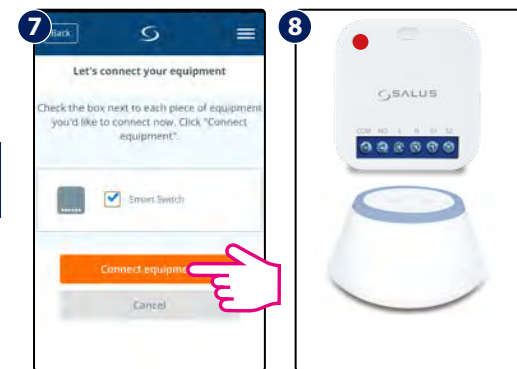 7
Back
Let's connect your equipment
Check the box next to each piece of equipment
you'd like to connect now. Click "Connect
equipment".
Smart Switch
Connect equipme
Cancel
8
SALUS
COM NO L N S1 S2